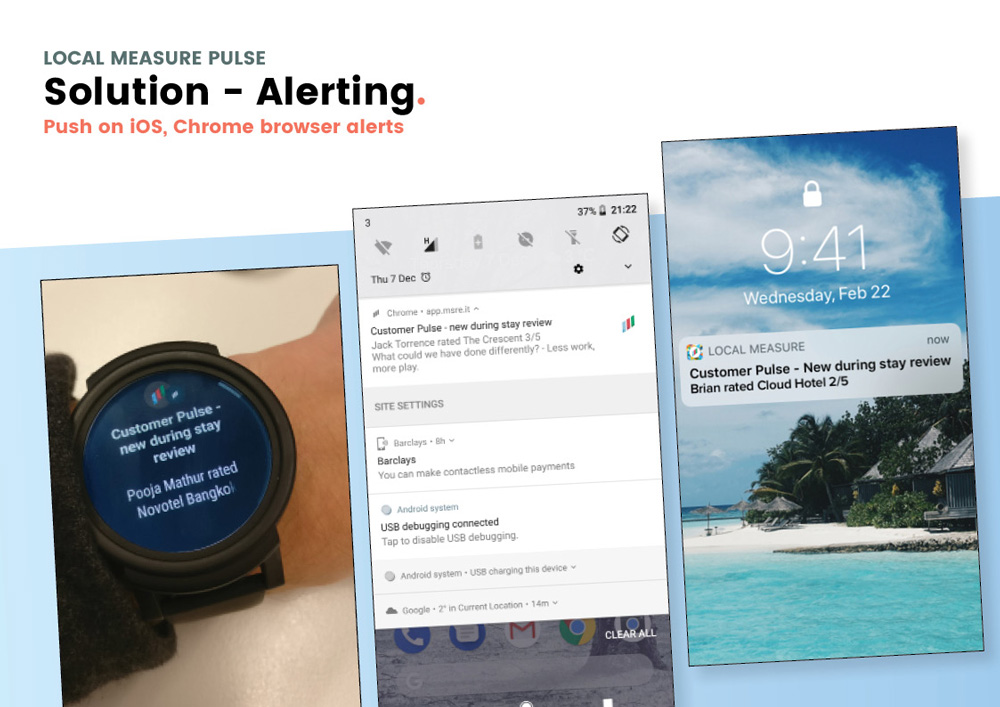 LOCAL MEASURE PULSE
Solution - Alerting.
Push on iOS, Chrome browser alerts
Customer Pulse -
new during stay
review
Pooja Mathur rated
Novotel Bangko
3
37% 21:22
H
Thu 7 Dec
Chrome • app.msre.it
Customer Pulse - new during stay review
Jack Torrence rated The Crescent 3/5
What could we have done differently? - Less work,
more play.
SITE SETTINGS
Barclays • 8h
Barclays
You can make contactless mobile payments
Android system
USB debugging connected
Tap to disable USB debugging.
Android system • USB charging this device
Google • 2° in Current Location • 14m
CLEAR ALL
G
9:41
Wednesday, Feb 22
LOCAL MEASURE now
Customer Pulse - New during stay review
Brian rated Cloud Hotel 2/5